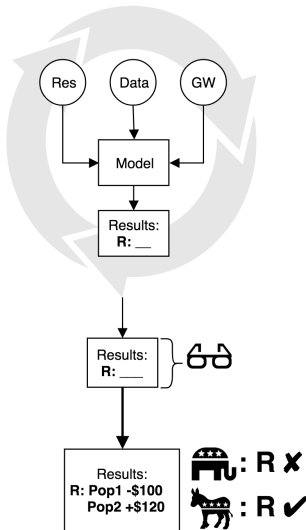 Res Data GW
Model
Results:
R: __
Results:
R: ___
Results:
R: Pop1 -$100
Pop2 +$120
: R ✘
: R ✔